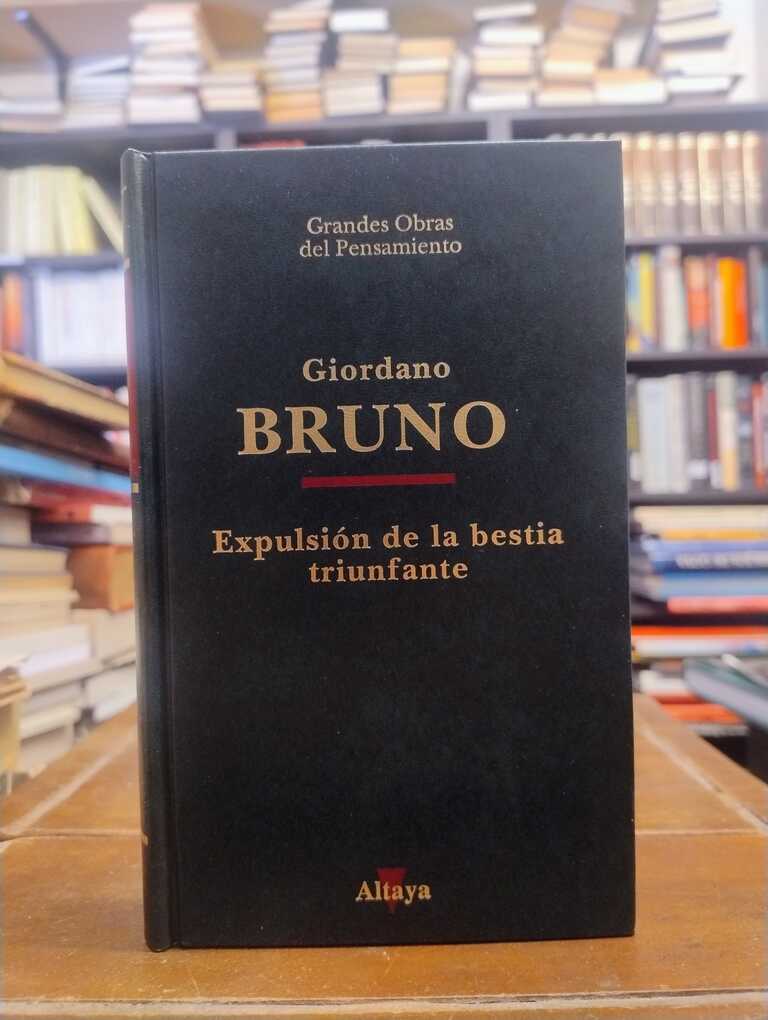 Grandes Obras
del Pensamiento
Giordano
BRUNO
Expulsión de la bestia
triunfante
Altaya